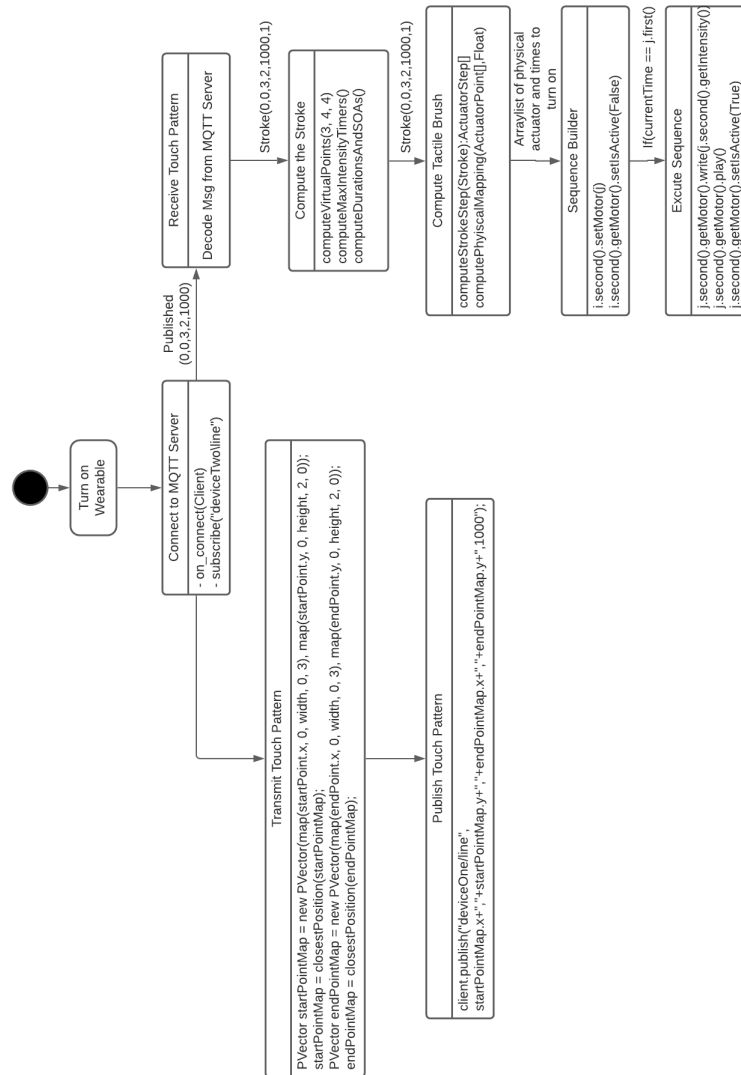 Turn on
Wearable
Connect to MQTT Server
- on_connect(Client)
- subscribe("deviceTwo\line")
Published
(0,0,3,2,1000)
Receive Touch Pattern
Decode Msg from MQTT Server
Stroke(0,0,3,2,1000,1)
Compute the Stroke
computeVirtualPoints(3, 4, 4)
computeMaxIntensityTimers()
computeDurationsAndSOAs()
Stroke(0,0,3,2,1000,1)
Compute Tactile Brush
computeStrokeStep(Stroke):ActuatorStep[]
computePhyiscalMapping(ActuatorPoint[],Float)
Arraylist of physical
actuator and times to
turn on
Sequence Builder
i.second().setMotor(j)
i.second().getMotor().setIsActive(False)
If(currentTime == j.first()
Excute Sequence
j.second().getMotor().write(j.second().getIntensity())
j.second().getMotor().play()
j.second().getMotor().setIsActive(True)
Transmit Touch Pattern
PVector startPointMap = new PVector(map(startPoint.x, 0, width, 0, 3), map(startPoint.y, 0, height, 2, 0));
startPointMap = closestPosition(startPointMap);
PVector endPointMap = new PVector(map(endPoint.x, 0, width, 0, 3), map(endPoint.y, 0, height, 2, 0));
endPointMap = closestPosition(endPointMap);
Publish Touch Pattern
client.publish("deviceOne/line",
startPointMap.x+","+startPointMap.y+","+endPointMap.x+","+endPointMap.y+",1000");